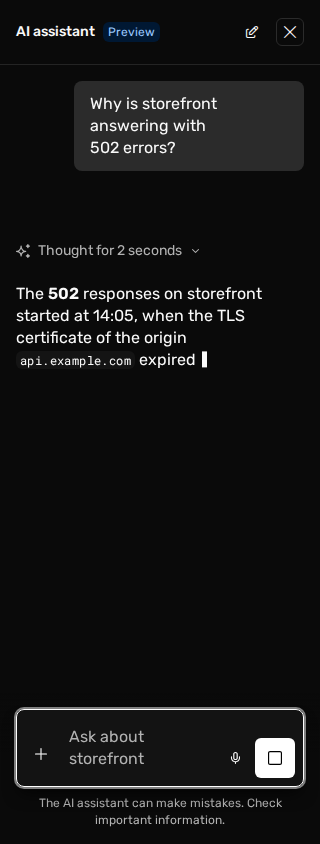 AI assistant Preview
Why is storefront
answering with
502 errors?
Thought for 2 seconds
The 502 responses on storefront
started at 14:05, when the TLS
certificate of the origin
api.example.com expired
Ask about
storefront
The AI assistant can make mistakes. Check
important information.